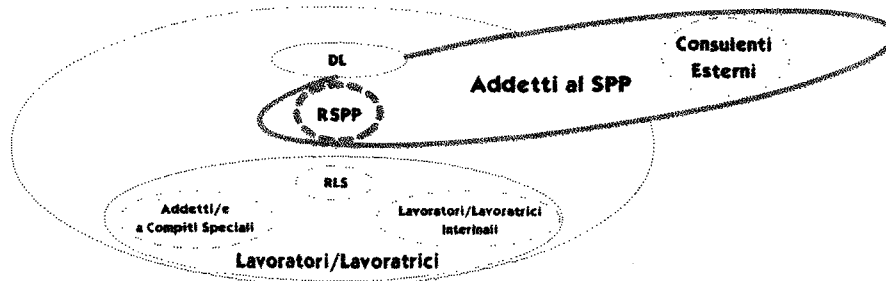 DL
Consulenti
Esterni
Addetti al SPP
RSPP
RLS
Addetti/e
a Compiti Speciali
Lavoratori/Lavoratrici
Interinali
Lavoratori/Lavoratrici